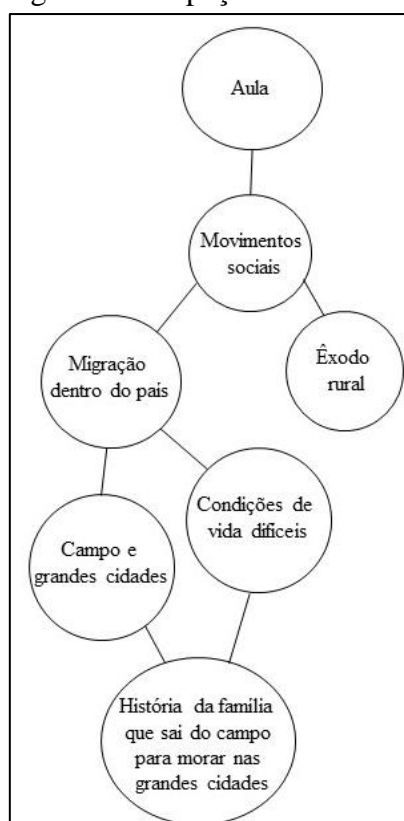 Aula
Movimentos
sociais
Êxodo
rural
Migração
dentro do país
Condições de
vida difíceis
Campo e
grandes cidades
História da família
que sai do campo
para morar nas
grandes cidades